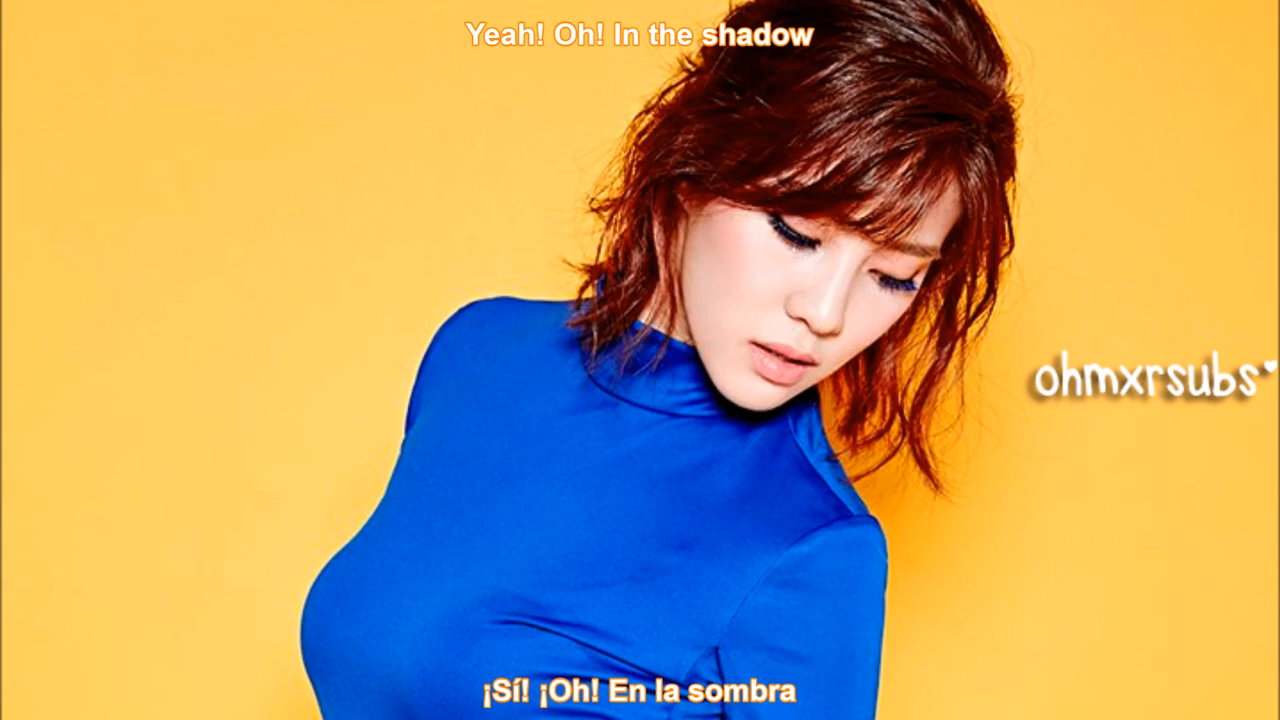 Yeah! Oh! In the shadow
ohmxrsubs♥
¡Sí! ¡Oh! En la sombra